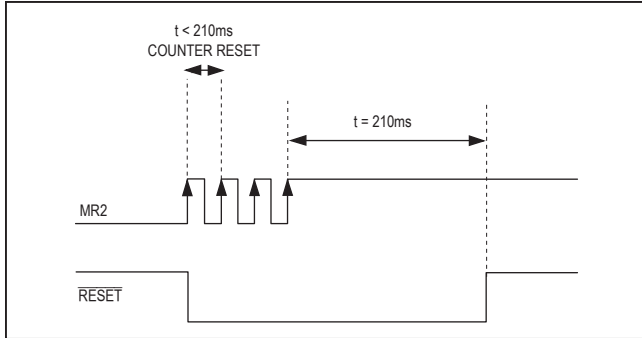 t < 210ms
COUNTER RESET
t = 210ms
MR2
RESET